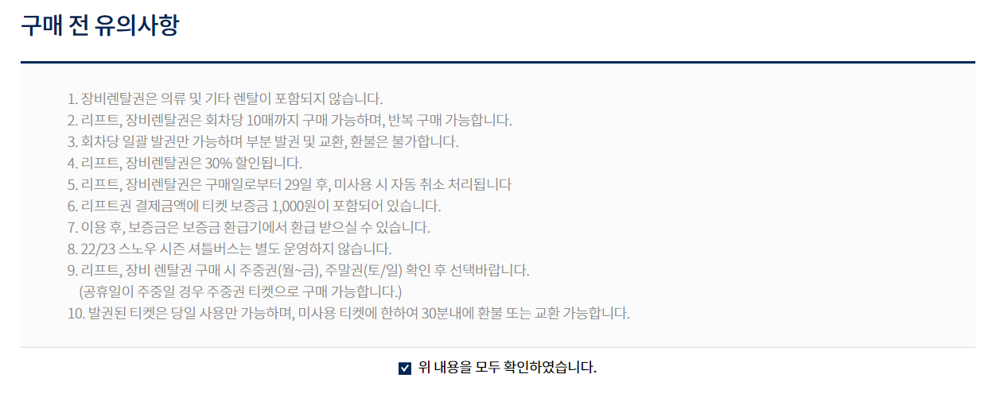 구매 전 유의사항
1. 장비렌탈권은 의류 및 기타 렌탈이 포함되지 않습니다.
2. 리프트, 장비렌탈권은 회차당 10매까지 구매 가능하며, 반복 구매 가능합니다.
3. 회차당 일괄 발권만 가능하며 부분 발권 및 교환, 환불은 불가합니다.
4. 리프트, 장비렌탈권은 30% 할인됩니다.
5. 리프트, 장비렌탈권은 구매일로부터 29일 후, 미사용 시 자동 취소 처리됩니다
6. 리프트권 결제금액에 티켓 보증금 1,000원이 포함되어 있습니다.
7. 이용 후, 보증금은 보증금 환급기에서 환급 받으실 수 있습니다.
8. 22/23 스노우 시즌 셔틀버스는 별도 운영하지 않습니다.
9. 리프트, 장비 렌탈권 구매 시 주중권(월~금), 주말권(토/일) 확인 후 선택바랍니다.
(공휴일이 주중일 경우 주중권 티켓으로 구매 가능합니다.)
10. 발권된 티켓은 당일 사용만 가능하며, 미사용 티켓에 한하여 30분내에 환불 또는 교환 가능합니다.
위 내용을 모두 확인하였습니다.